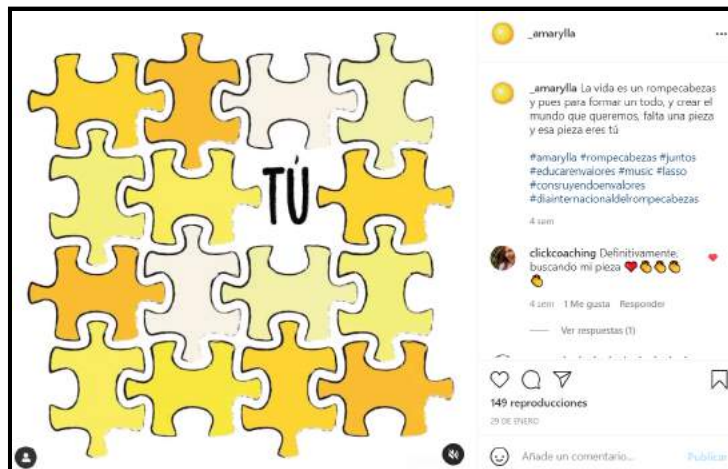 TÚ
_amarylla
_amarylla La vida es un rompecabezas
y pues para formar un todo, y crear el
mundo que queremos, falta una pieza
y esa pieza eres tú
#amarylla #rompecabezas #juntos
#educarenvalores #music #lasso
#consruyendoenvalores
#diainternacionaldelrompecabezas
4 sem
clickcoaching Definitivamente,
buscando mi pieza ❤️👏👏👏
👏
4 sem 1 Me gusta Responder
Ver respuestas (1)
149 reproducciones
29 DE ENERO
Añade un comentario... Publicar